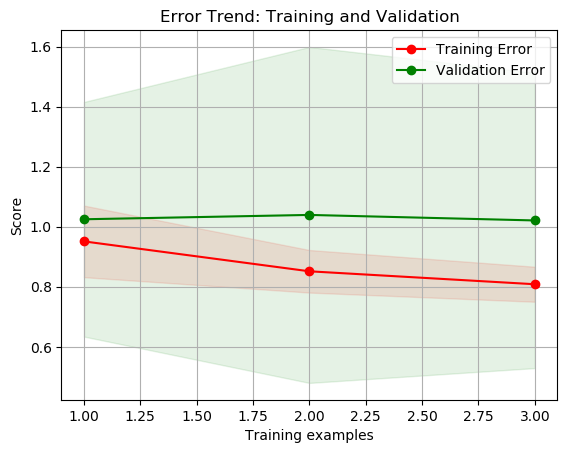 Error Trend: Training and Validation
Training Error
Validation Error
1.6
1.4
1.2
1.0
0.8
0.6
Score
1.00 1.25 1.50 1.75 2.00 2.25 2.50 2.75 3.00
Training examples